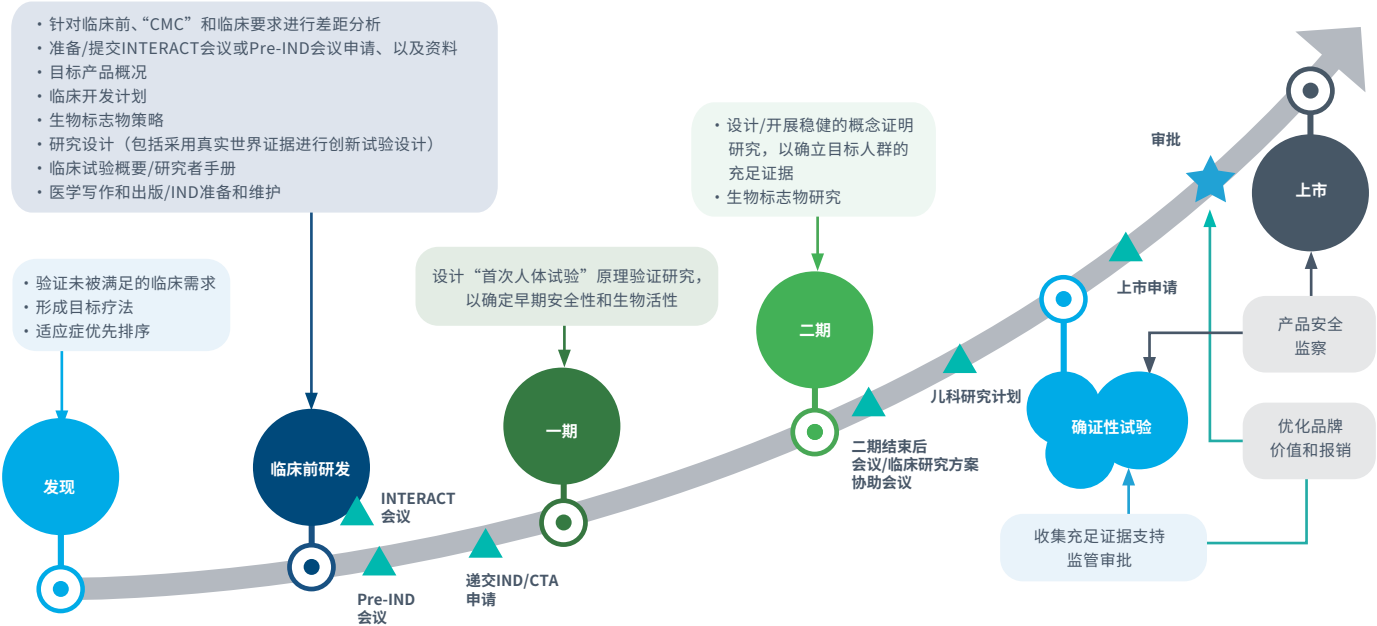 ・针对临床前、“CMC”和临床要求进行差距分析
・准备/提交INTERACT会议或Pre-IND会议申请、以及资料
・目标产品概况
・临床开发计划
・生物标志物策略
・研究设计（包括采用真实世界证据进行创新试验设计）
・临床试验概要/研究者手册
・医学写作和出版/IND准备和维护
・验证未被满足的临床需求
・形成目标疗法
・适应症优先排序
发现
临床前研发
INTERACT
会议
Pre-IND
会议
递交IND/CTA
申请
设计“首次人体试验”原理验证研究，
以确定早期安全性和生物活性
一期
・设计/开展稳健的概念证明
研究，以确立目标人群的
充足证据
・生物标志物研究
二期
二期结束后
会议/临床研究方案
协助会议
儿科研究计划
确证性试验
收集充足证据支持
监管审批
上市申请
审批
上市
产品安全
监察
优化品牌
价值和报销